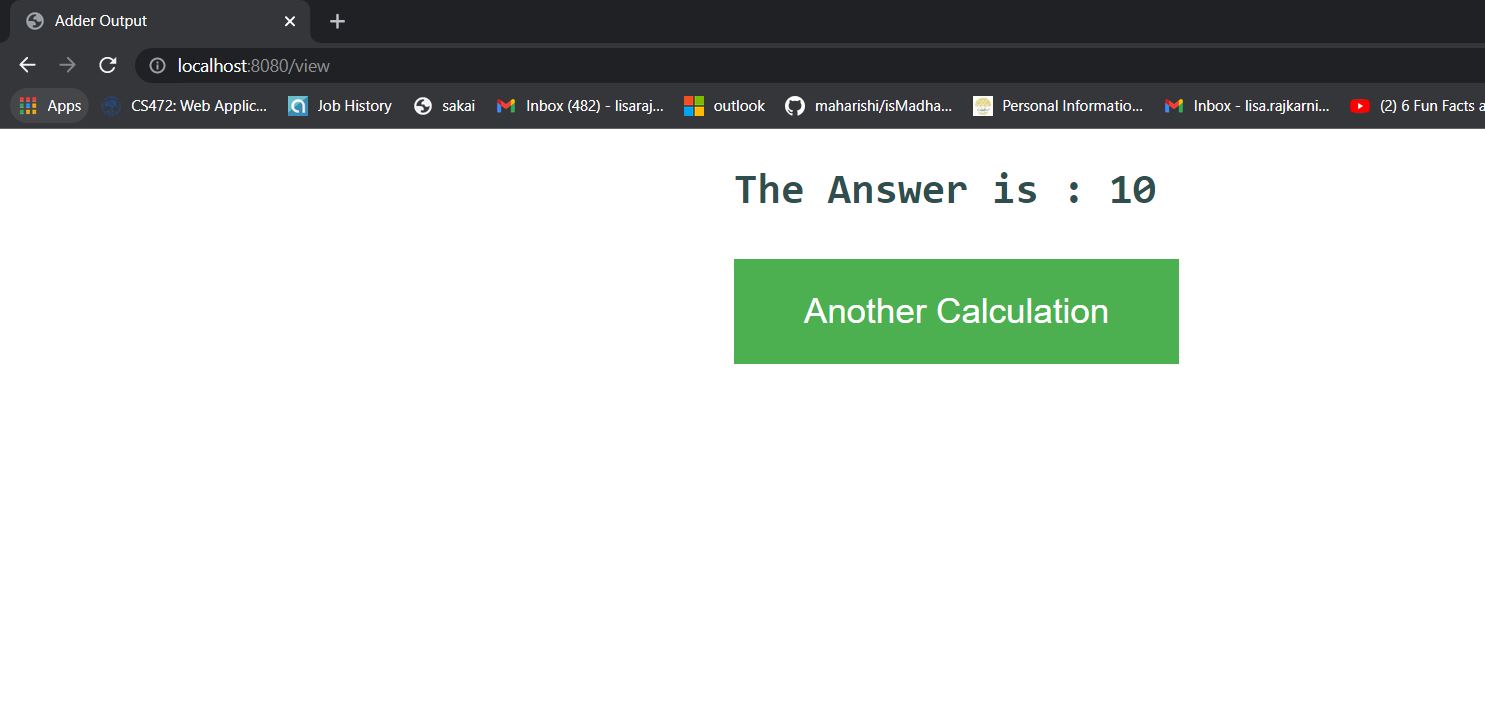 Adder Output
localhost:8080/view
Apps CS472: Web Applic... Job History sakai Inbox (482) - lisaraj... outlook maharishi/isMadha... Personal Informatio... Inbox - lisa.rajkarni... (2) 6 Fun Facts a
The Answer is : 10
Another Calculation